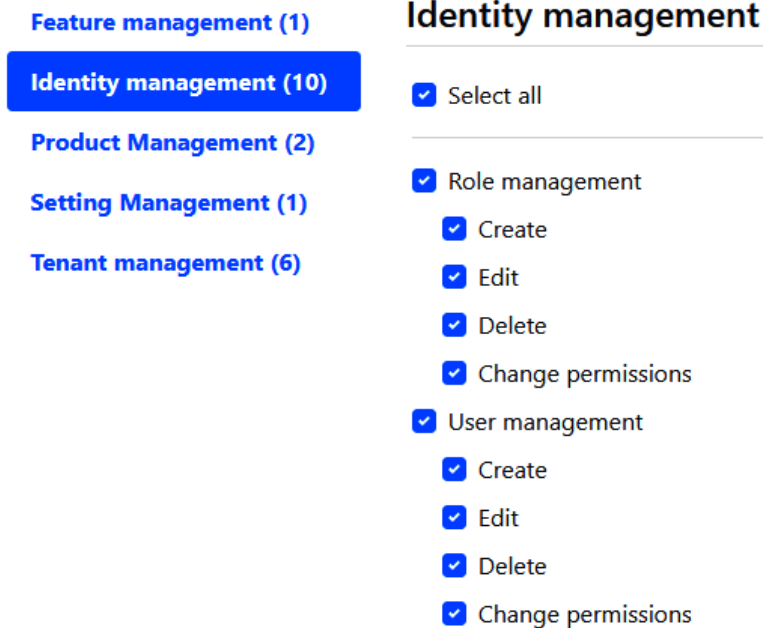 Feature management (1)
Identity management (10)
Product Management (2)
Setting Management (1)
Tenant management (6)
Identity management
Select all
Role management
Create
Edit
Delete
Change permissions
User management
Create
Edit
Delete
Change permissions